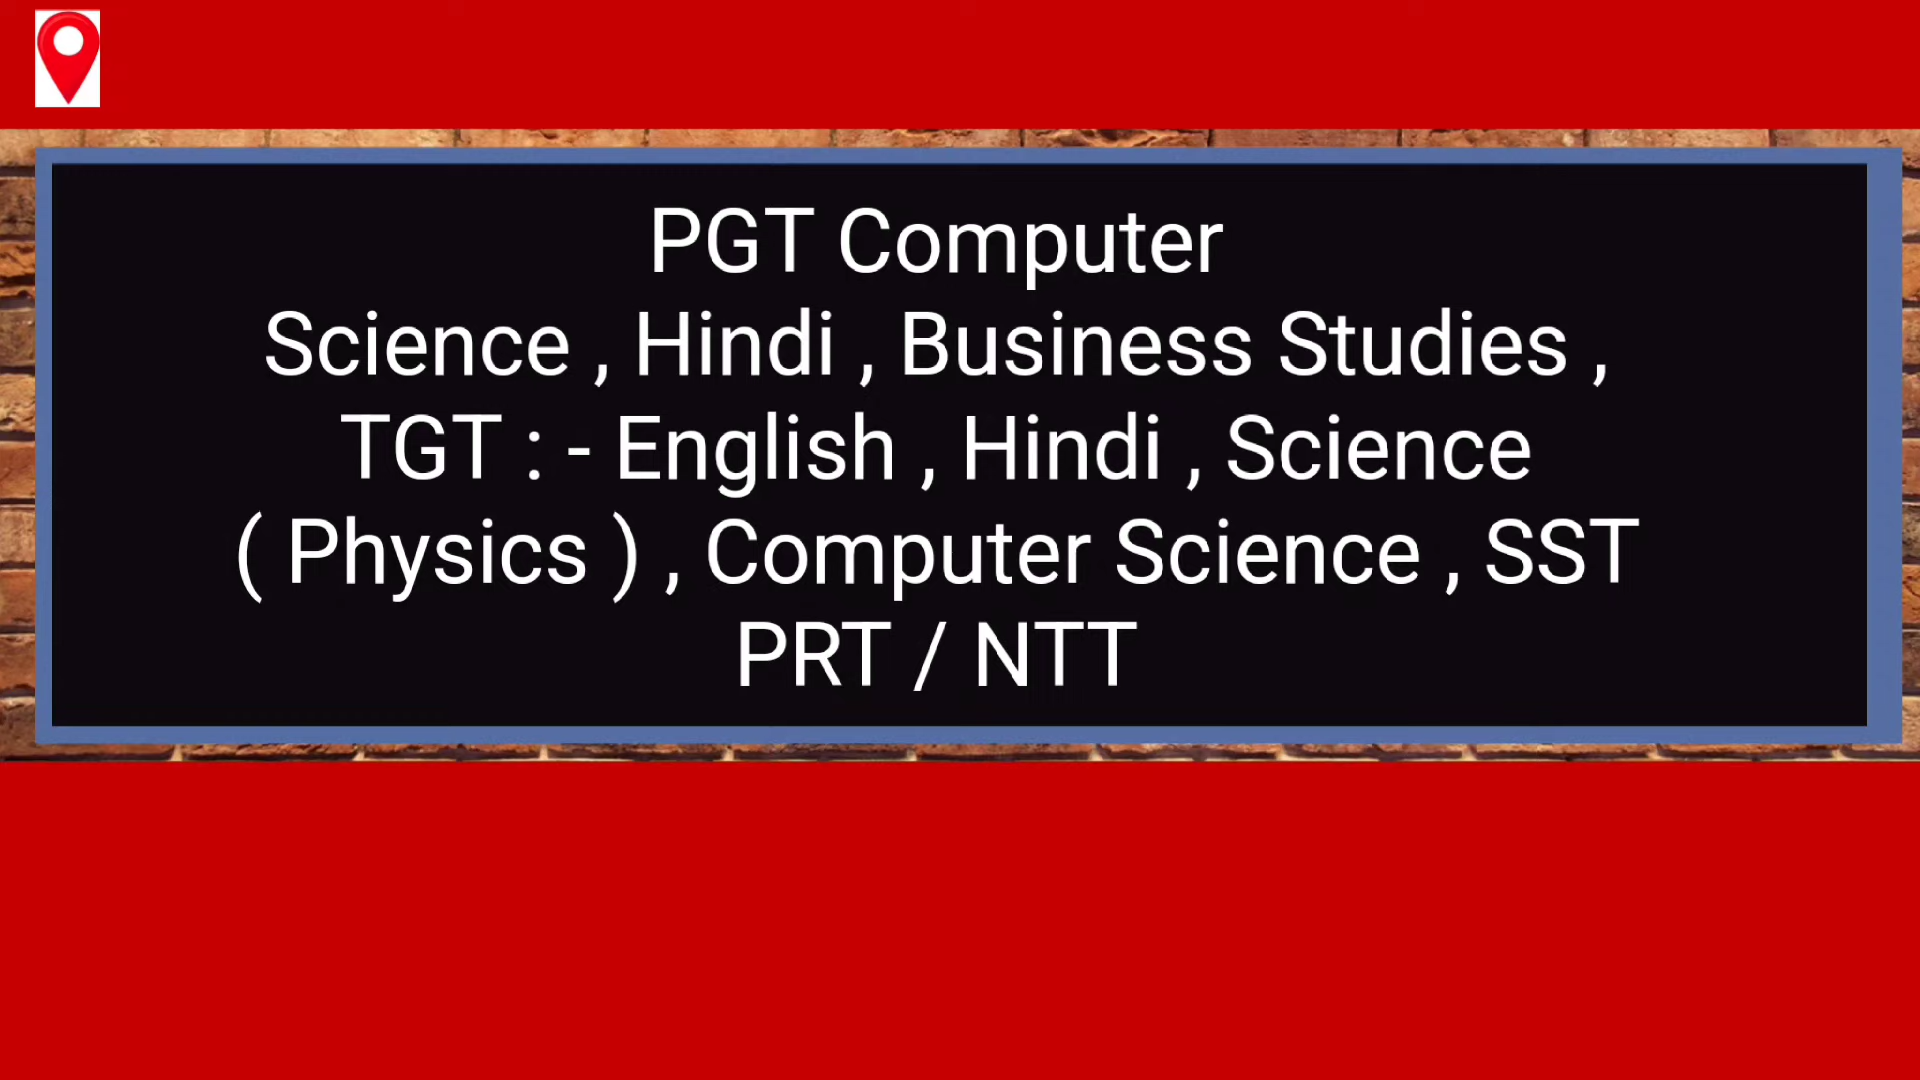 PGT Computer
Science , Hindi , Business Studies ,
TGT : - English , Hindi , Science
( Physics ) , Computer Science , SST
PRT / NTT